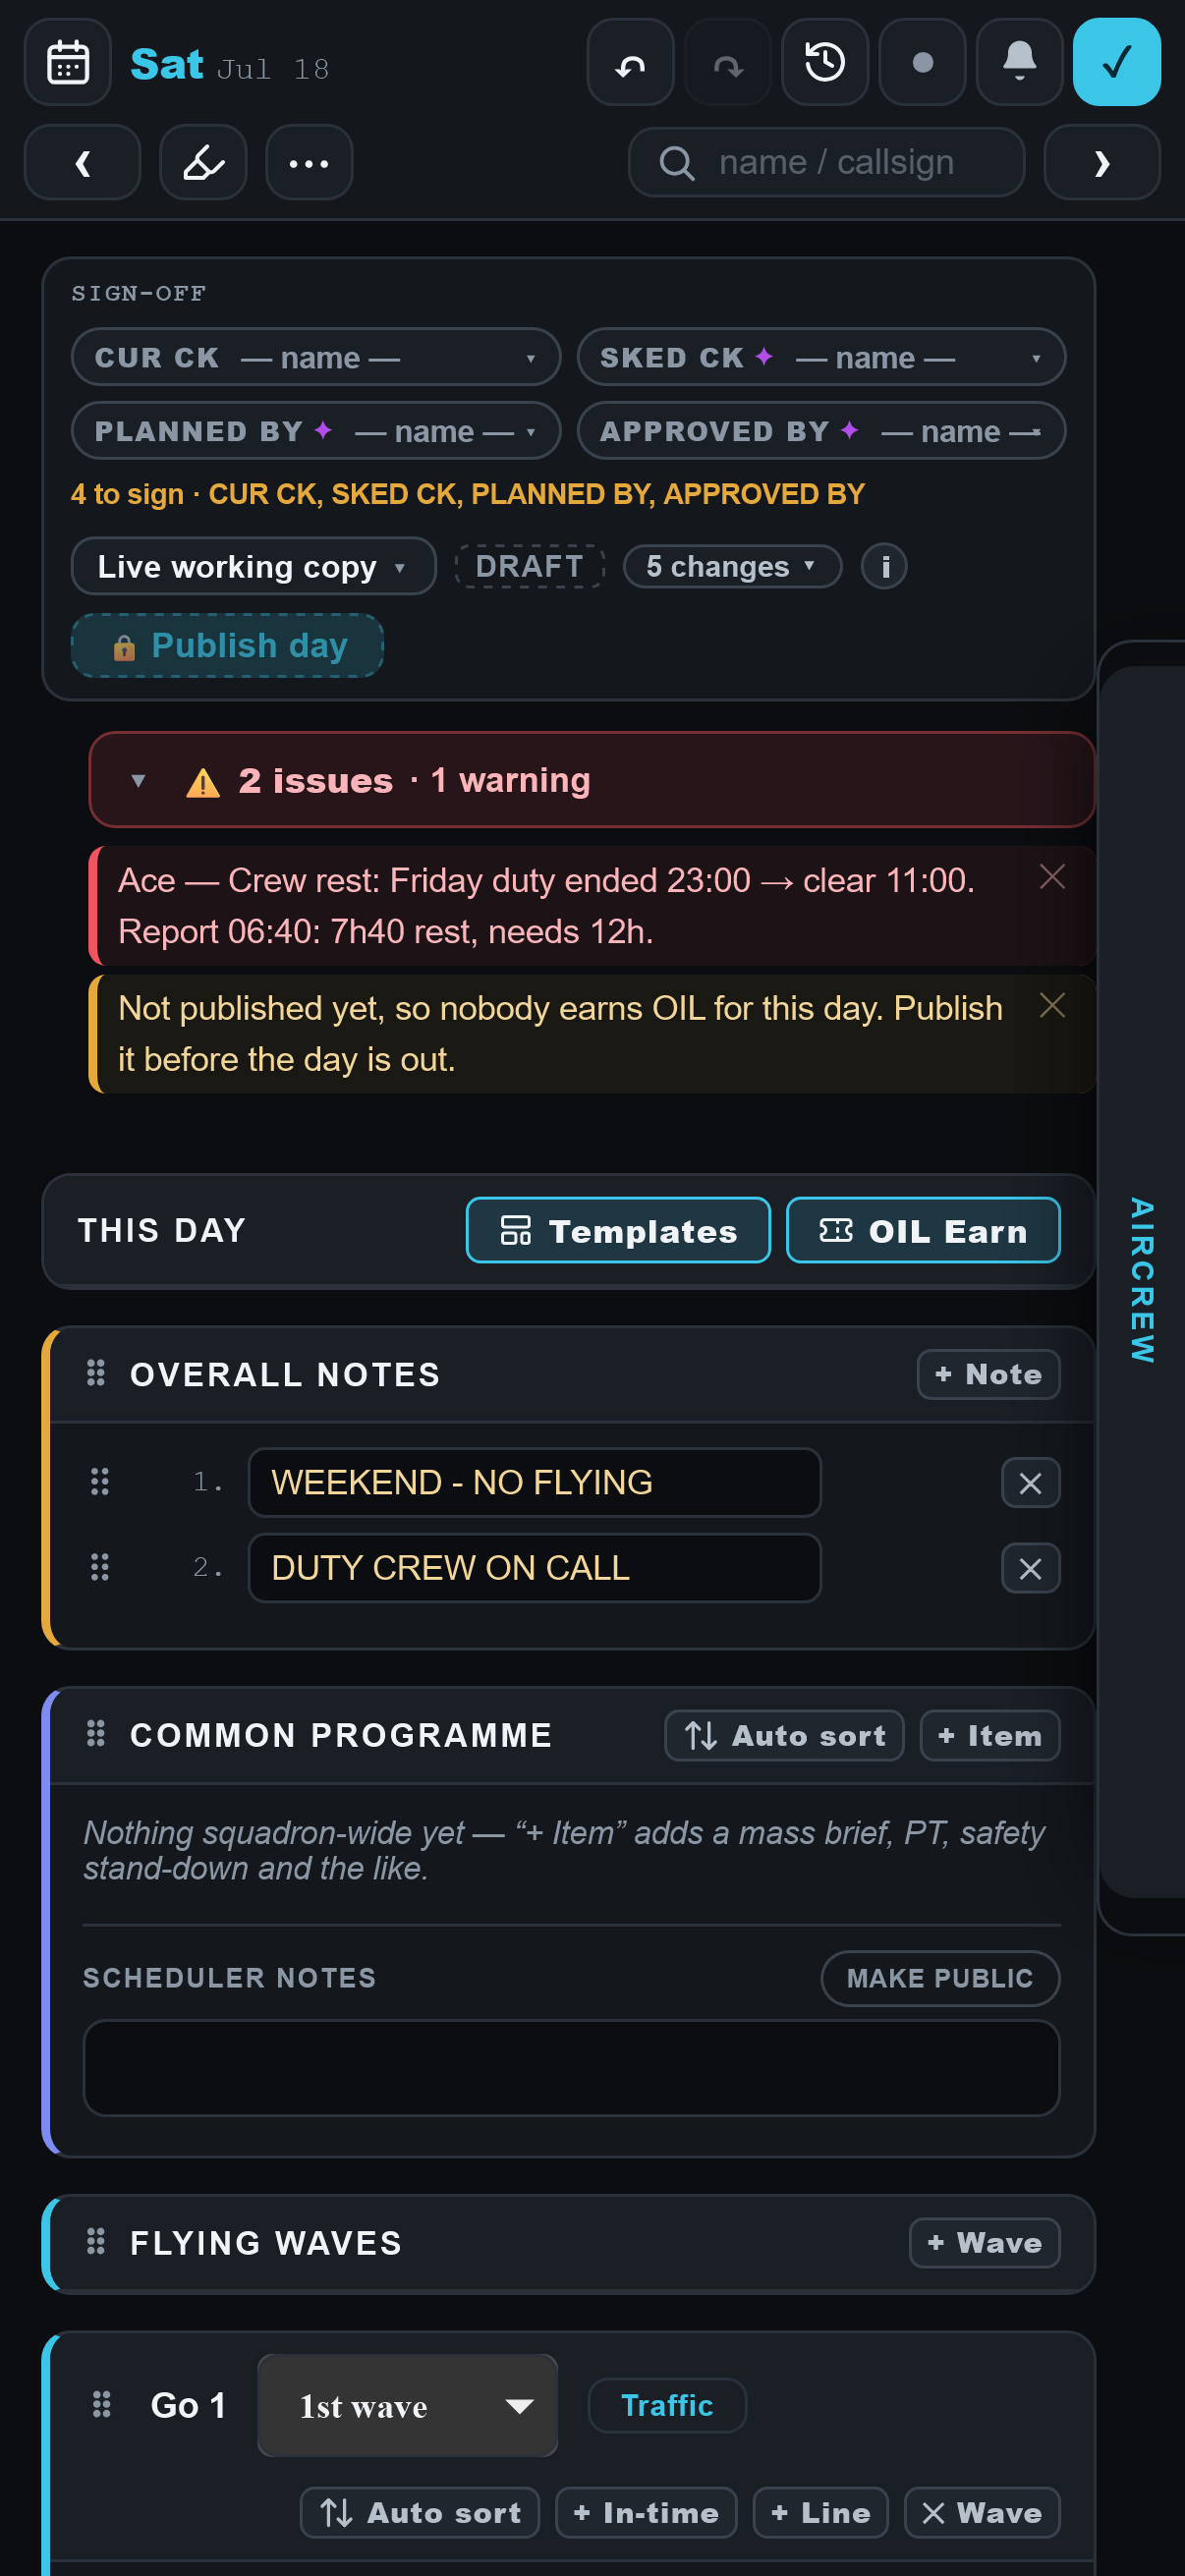 Sat Jul 18
name / callsign
SIGN-OFF
CUR CK — name —
SKED CK ✦ — name —
PLANNED BY ✦ — name —
APPROVED BY ✦ — name —
4 to sign · CUR CK, SKED CK, PLANNED BY, APPROVED BY
Live working copy
DRAFT
5 changes
i
Publish day
2 issues · 1 warning
Ace — Crew rest: Friday duty ended 23:00 → clear 11:00.
Report 06:40: 7h40 rest, needs 12h.
Not published yet, so nobody earns OIL for this day. Publish
it before the day is out.
AIRCREW
THIS DAY
Templates
OIL Earn
OVERALL NOTES
+ Note
1. WEEKEND - NO FLYING
2. DUTY CREW ON CALL
COMMON PROGRAMME
Auto sort
+ Item
Nothing squadron-wide yet — “+ Item” adds a mass brief, PT, safety
stand-down and the like.
SCHEDULER NOTES
MAKE PUBLIC
FLYING WAVES
+ Wave
Go 1
1st wave
Traffic
Auto sort
+ In-time
+ Line
× Wave